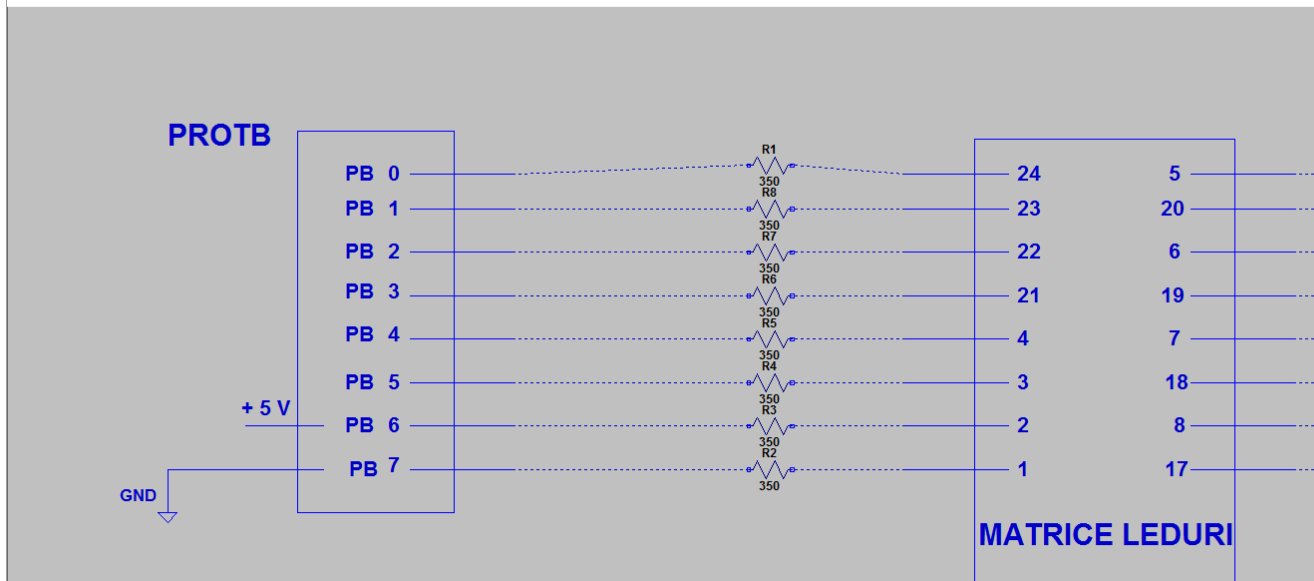 PROTB
R1
PB 0 350 24 5
R8
PB 1 350 23 20
R7
PB 2 350 22 6
R6
PB 3 350 21 19
R5
PB 4 350 4 7
R4
PB 5 350 3 18
R3
+ 5 V
PB 6 350 2 8
R2
PB 7 350 1 17
GND
MATRICE LEDURI